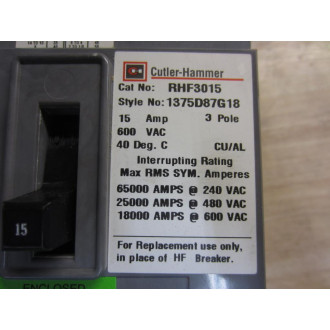 Cutler-Hammer
Cat No: RHF3015
Style No: 1375D87G18
15 Amp 3 Pole
600 VAC
40 Deg. C CU/AL
Interrupting Rating
Max RMS SYM. Amperes
65000 AMPS @ 240 VAC
25000 AMPS @ 480 VAC
18000 AMPS @ 600 VAC
For Replacement use only,
in place of HF Breaker.
15
ENCLOSED